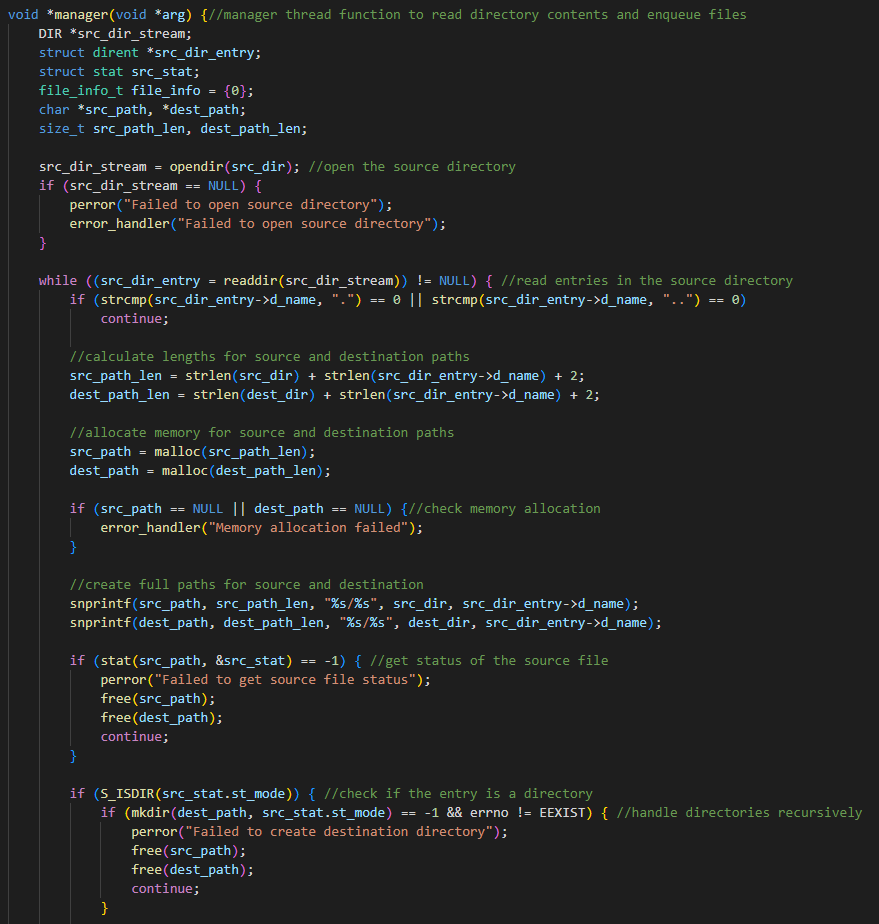 void *manager(void *arg) {//manager thread function to read directory contents and enqueue files
    DIR *src_dir_stream;
    struct dirent *src_dir_entry;
    struct stat src_stat;
    file_info_t file_info = {0};
    char *src_path, *dest_path;
    size_t src_path_len, dest_path_len;

    src_dir_stream = opendir(src_dir); //open the source directory
    if (src_dir_stream == NULL) {
        perror("Failed to open source directory");
        error_handler("Failed to open source directory");
    }

    while ((src_dir_entry = readdir(src_dir_stream)) != NULL) { //read entries in the source directory
        if (strcmp(src_dir_entry->d_name, ".") == 0 || strcmp(src_dir_entry->d_name, "..") == 0)
            continue;

        //calculate lengths for source and destination paths
        src_path_len = strlen(src_dir) + strlen(src_dir_entry->d_name) + 2;
        dest_path_len = strlen(dest_dir) + strlen(src_dir_entry->d_name) + 2;

        //allocate memory for source and destination paths
        src_path = malloc(src_path_len);
        dest_path = malloc(dest_path_len);

        if (src_path == NULL || dest_path == NULL) {//check memory allocation
            error_handler("Memory allocation failed");
        }

        //create full paths for source and destination
        snprintf(src_path, src_path_len, "%s/%s", src_dir, src_dir_entry->d_name);
        snprintf(dest_path, dest_path_len, "%s/%s", dest_dir, src_dir_entry->d_name);

        if (stat(src_path, &src_stat) == -1) { //get status of the source file
            perror("Failed to get source file status");
            free(src_path);
            free(dest_path);
            continue;
        }

        if (S_ISDIR(src_stat.st_mode)) { //check if the entry is a directory
            if (mkdir(dest_path, src_stat.st_mode) == -1 && errno != EEXIST) { //handle directories recursively
                perror("Failed to create destination directory");
                free(src_path);
                free(dest_path);
                continue;
            }